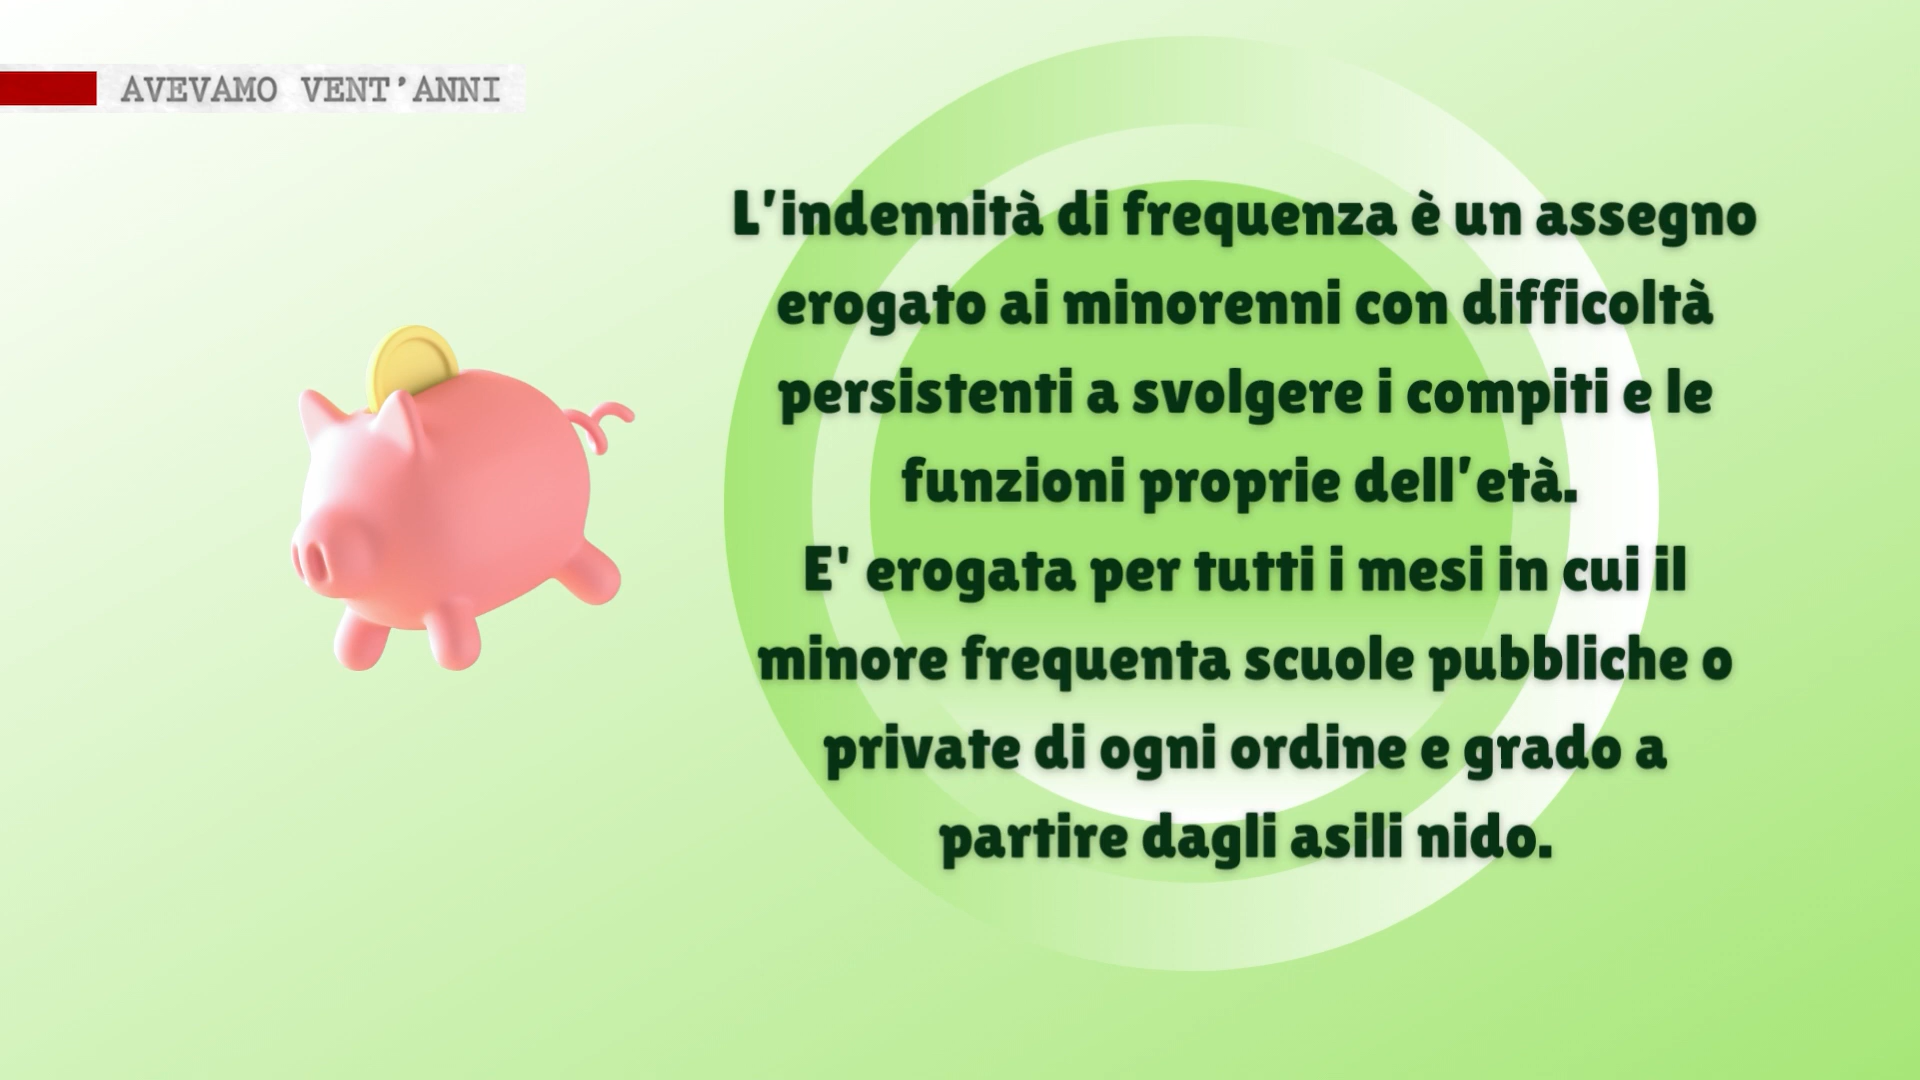 AVEVAMO VENT’ANNI
L’indennità di frequenza è un assegno
erogato ai minorenni con difficoltà
persistenti a svolgere i compiti e le
funzioni proprie dell’età.
E' erogata per tutti i mesi in cui il
minore frequenta scuole pubbliche o
private di ogni ordine e grado a
partire dagli asili nido.